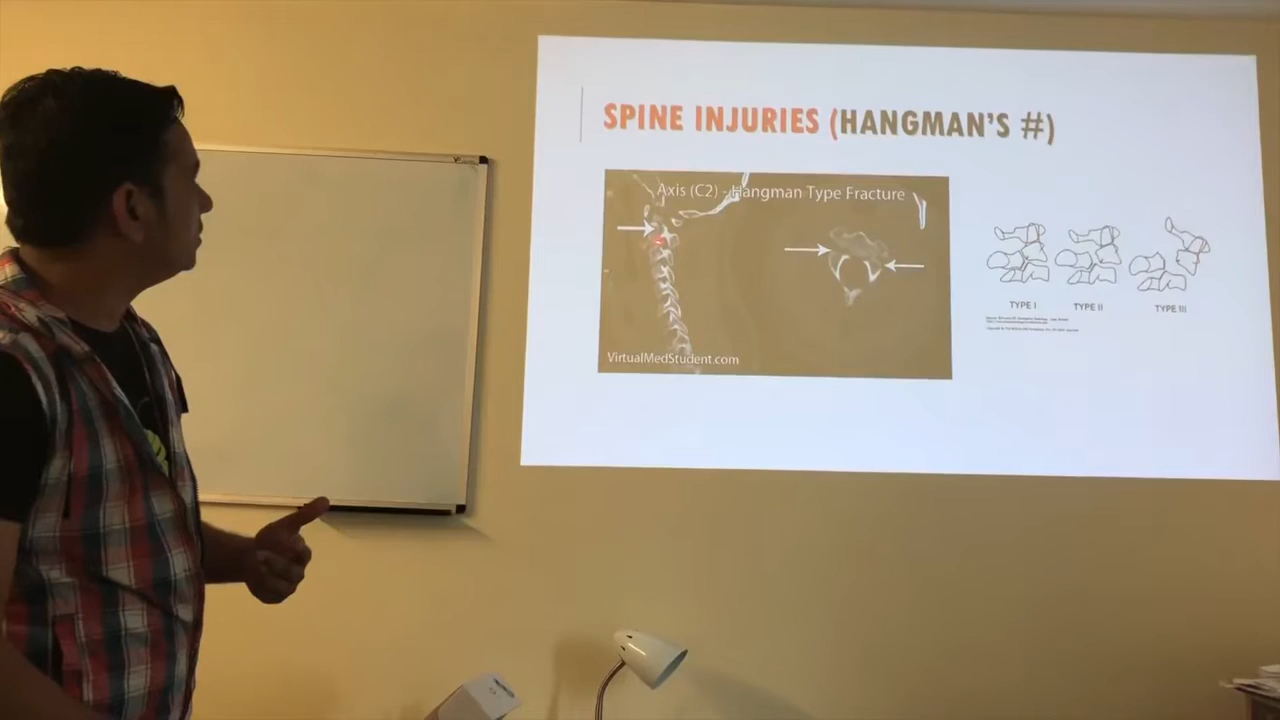 SPINE INJURIES (HANGMAN'S #)
Axis (C2) - Hangman Type Fracture
VirtualMedStudent.com
TYPE I
TYPE II
TYPE III